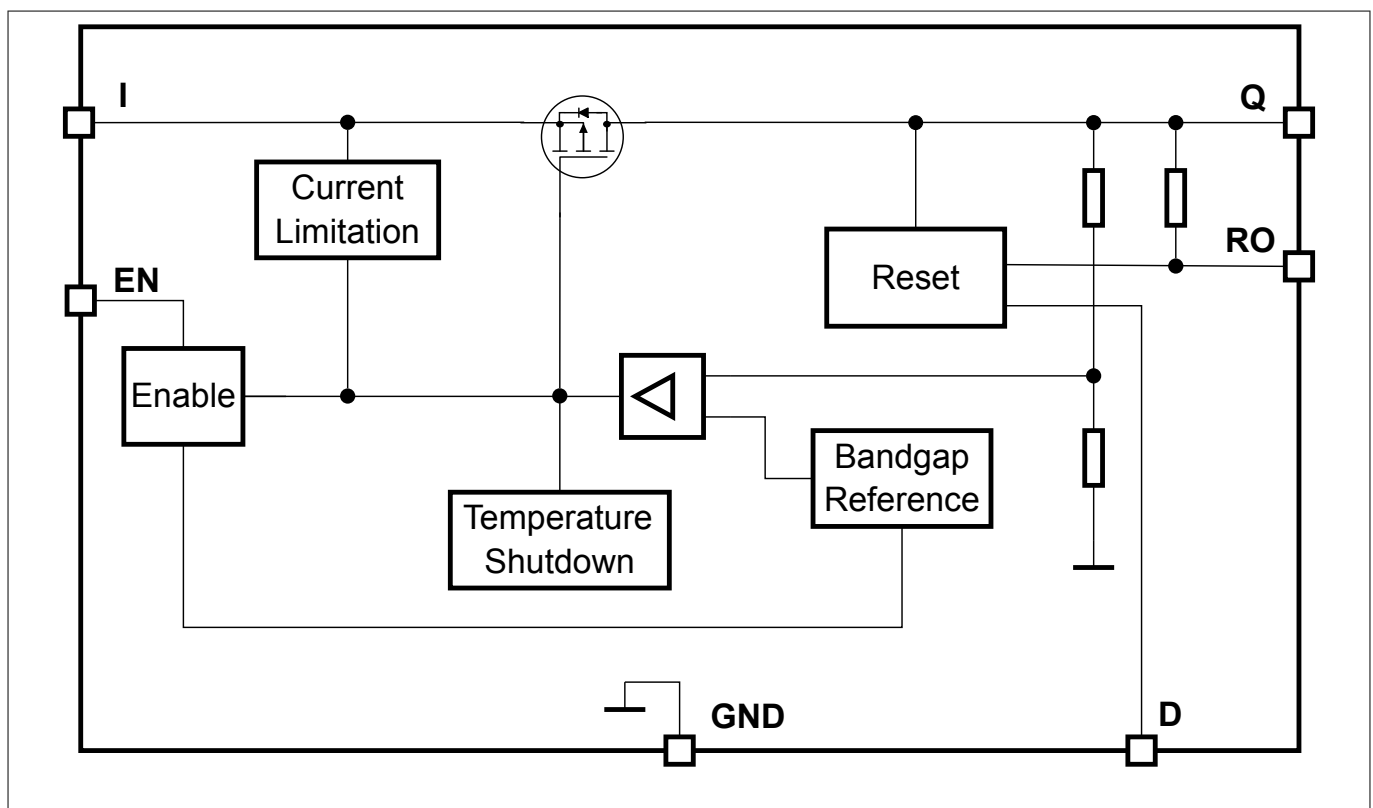 I
Q
Current
Limitation
RO
EN
Reset
Enable
Bandgap
Reference
Temperature
Shutdown
GND
D